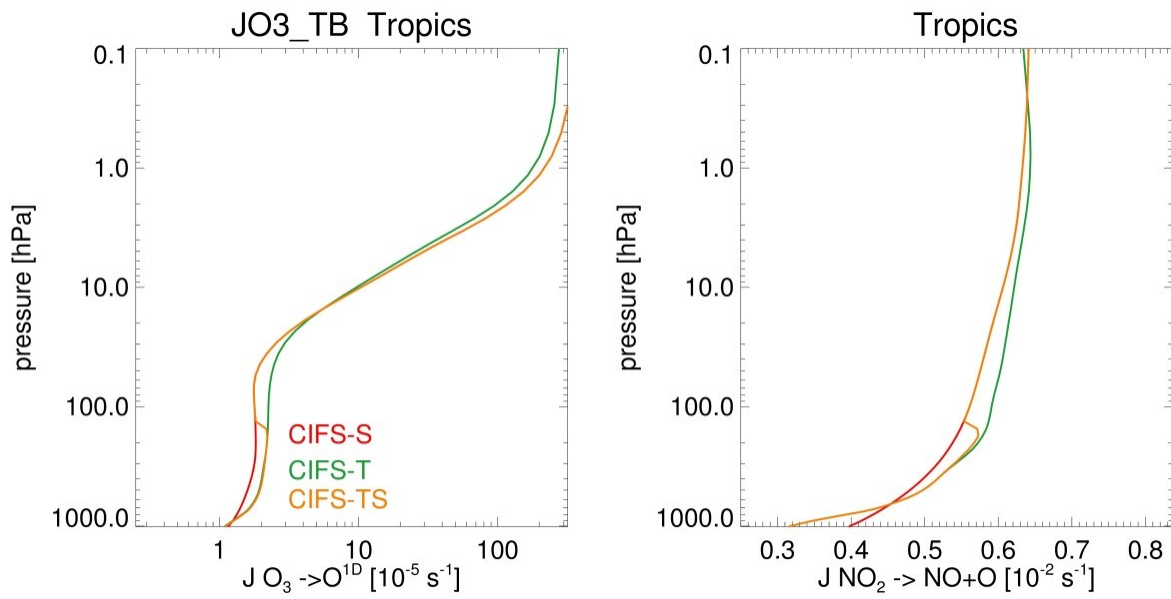 JO3_TB Tropics
0.1
1.0
10.0
100.0
1000.0
pressure [hPa]
CIFS-S
CIFS-T
CIFS-TS
1 10 100
J O₃ ->O¹ᴰ [10⁻⁵ s⁻¹]
Tropics
0.1
1.0
10.0
100.0
1000.0
pressure [hPa]
0.3 0.4 0.5 0.6 0.7 0.8
J NO₂ -> NO+O [10⁻² s⁻¹]